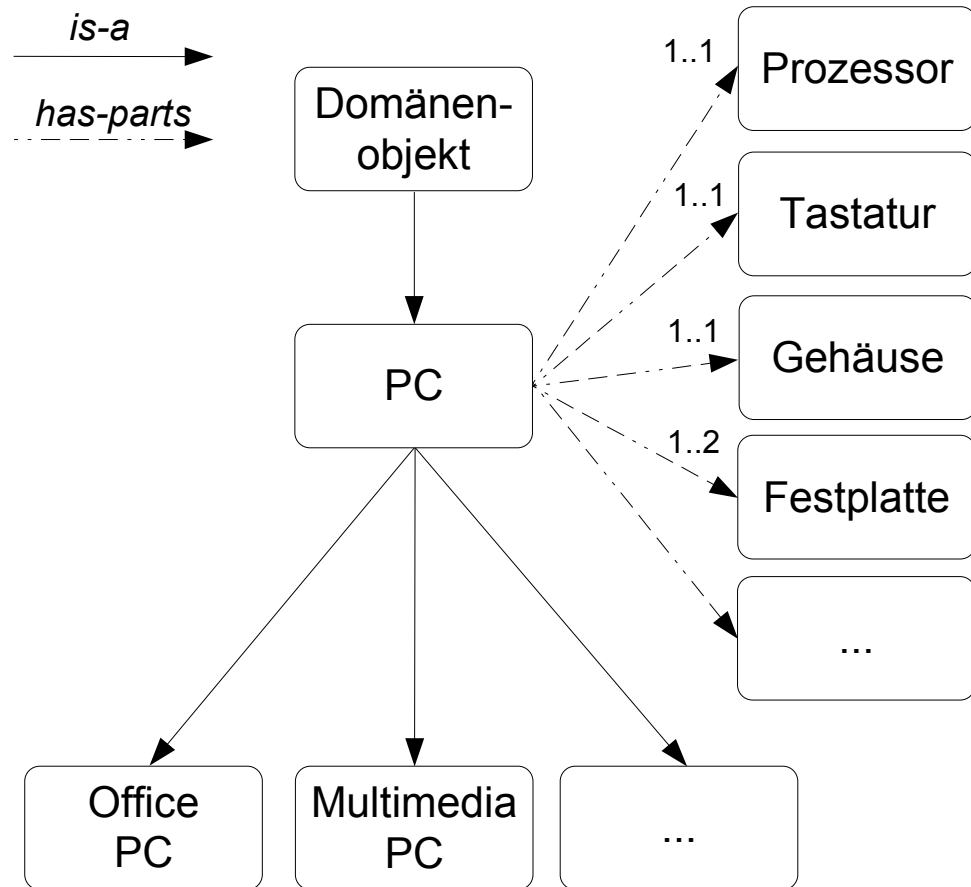 is-a
has-parts
Domänen-
objekt
PC
1..1
Prozessor
1..1
Tastatur
1..1
Gehäuse
1..2
Festplatte
...
Office
PC
Multimedia
PC
...